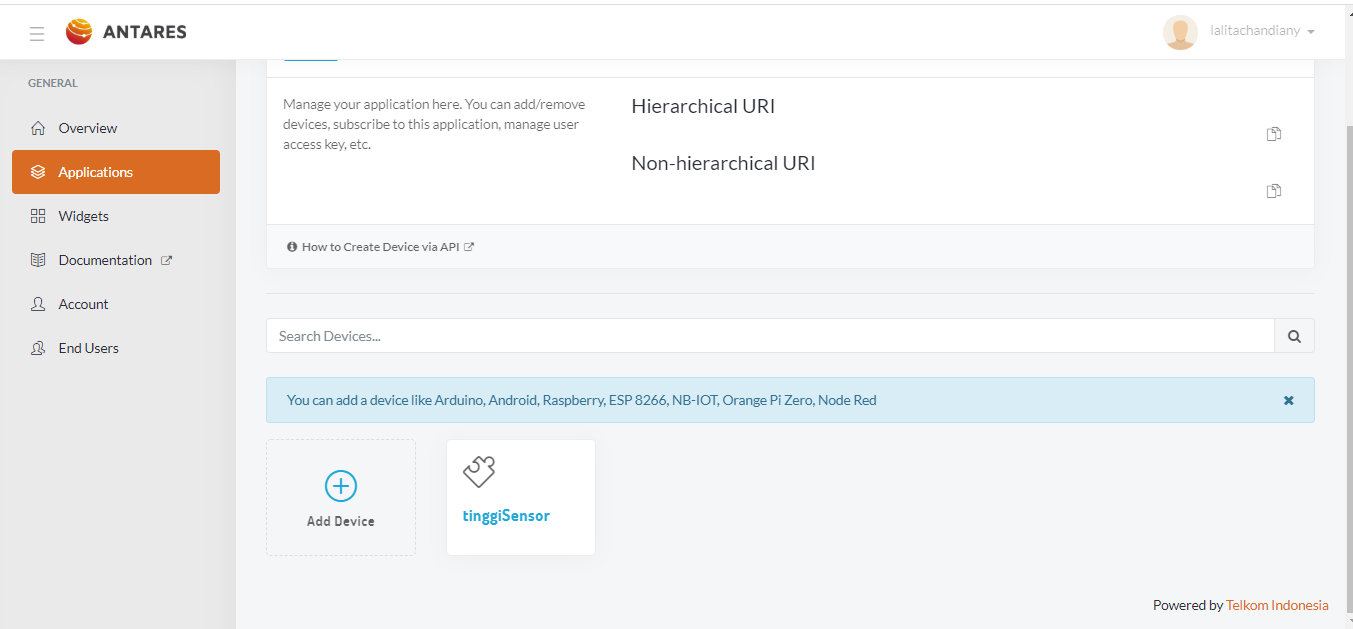 ANTARES
lalitachandiany
GENERAL
Overview
Applications
Widgets
Documentation
Account
End Users
Manage your application here. You can add/remove
devices, subscribe to this application, manage user
access key, etc.
Hierarchical URI
Non-hierarchical URI
How to Create Device via API
Search Devices...
You can add a device like Arduino, Android, Raspberry, ESP 8266, NB-IOT, Orange Pi Zero, Node Red
Add Device
tinggiSensor
Powered by Telkom Indonesia